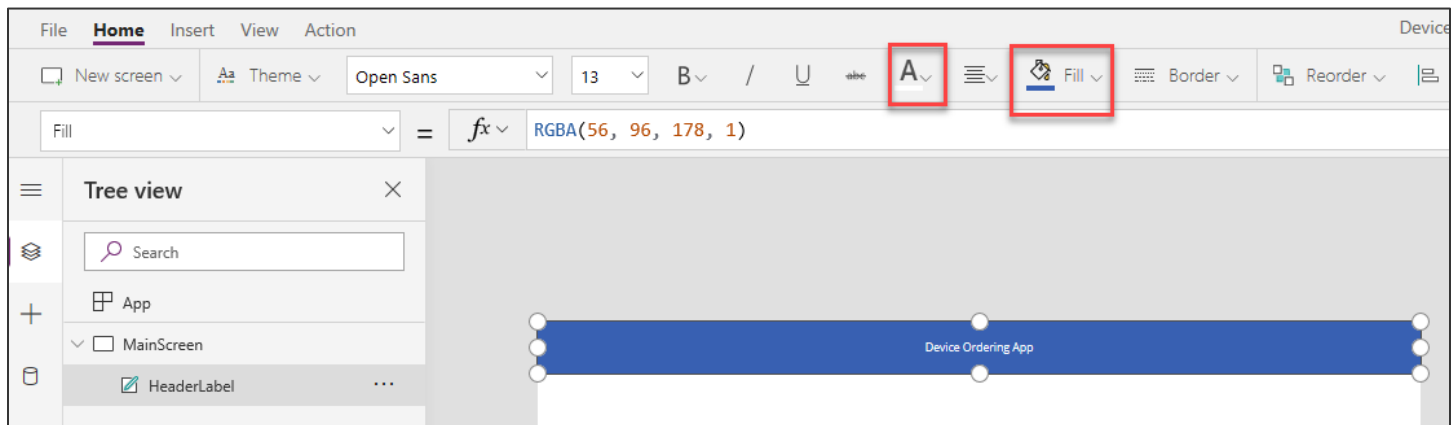 File Home Insert View Action Device
New screen Aa Theme Open Sans 13 B / U abc A Fill Border Reorder
Fill = fx RGBA(56, 96, 178, 1)
Tree view
Search
App
MainScreen
HeaderLabel ...
Device Ordering App